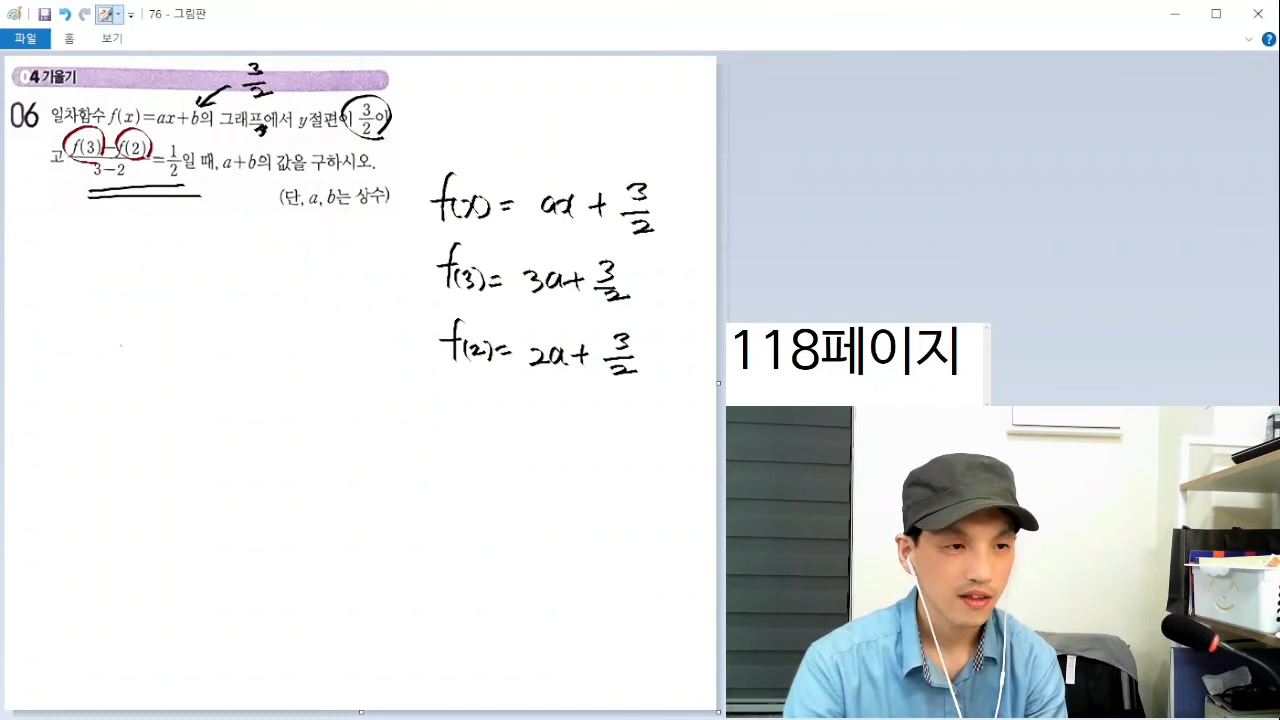 76 - 그림판
파일 홈 보기
04 기울기
3/2
06 일차함수 f(x)=ax+b의 그래프에서 y절편이 3/2이
고 f(3)-f(2)/3-2=1/2일 때, a+b의 값을 구하시오.
(단, a, b는 상수)
f(x) = ax + 3/2
f(3) = 3a + 3/2
f(2) = 2a + 3/2
118페이지